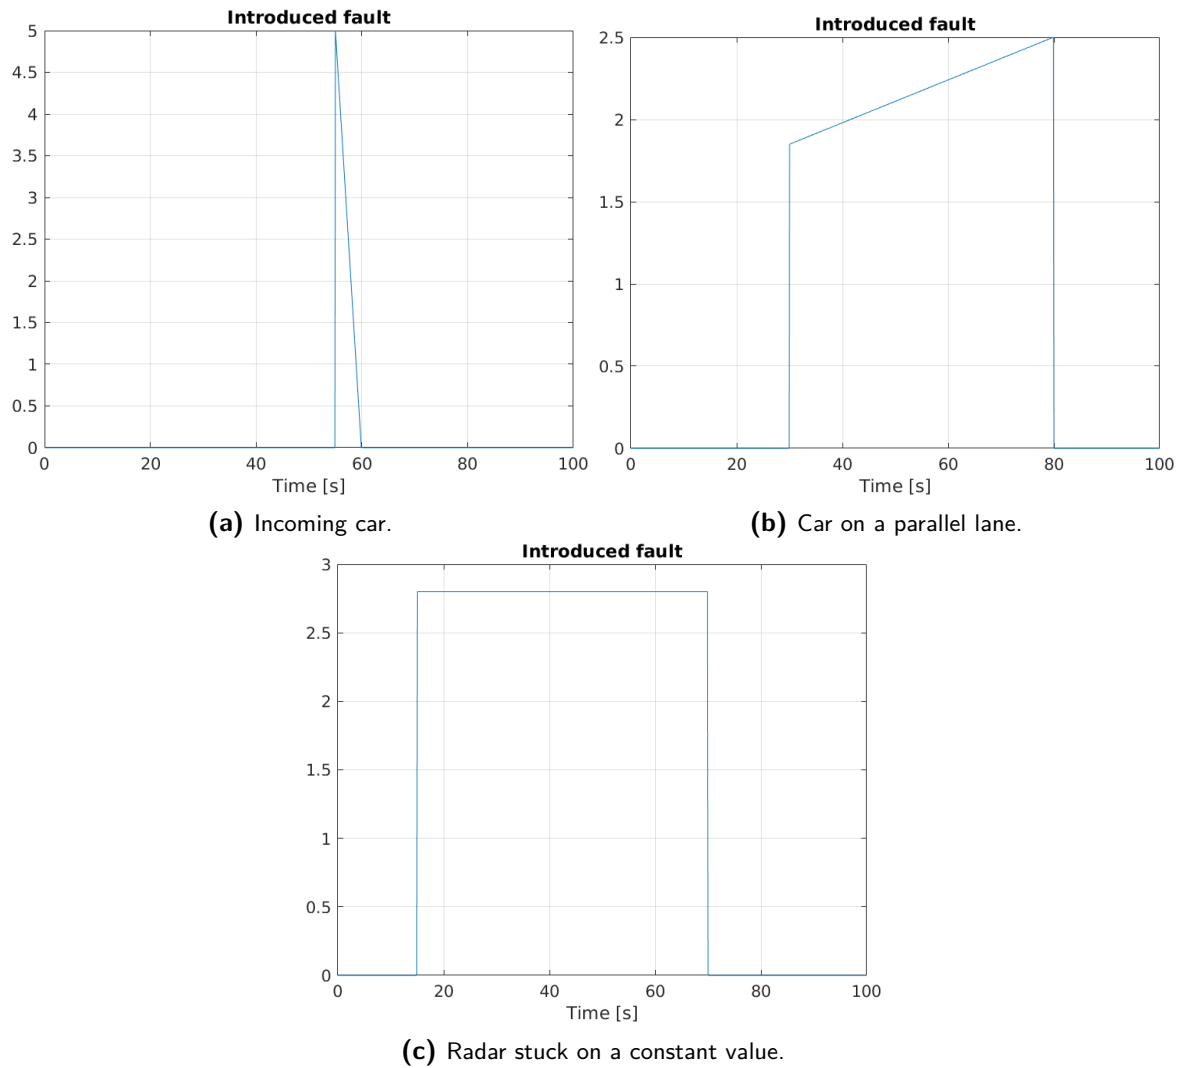 Introduced fault
5
4.5
4
3.5
3
2.5
2
1.5
1
0.5
0
0 20 40 60 80 100
Time [s]
(a) Incoming car.
Introduced fault
2.5
2
1.5
1
0.5
0
0 20 40 60 80 100
Time [s]
(b) Car on a parallel lane.
Introduced fault
3
2.5
2
1.5
1
0.5
0
0 20 40 60 80 100
Time [s]
(c) Radar stuck on a constant value.